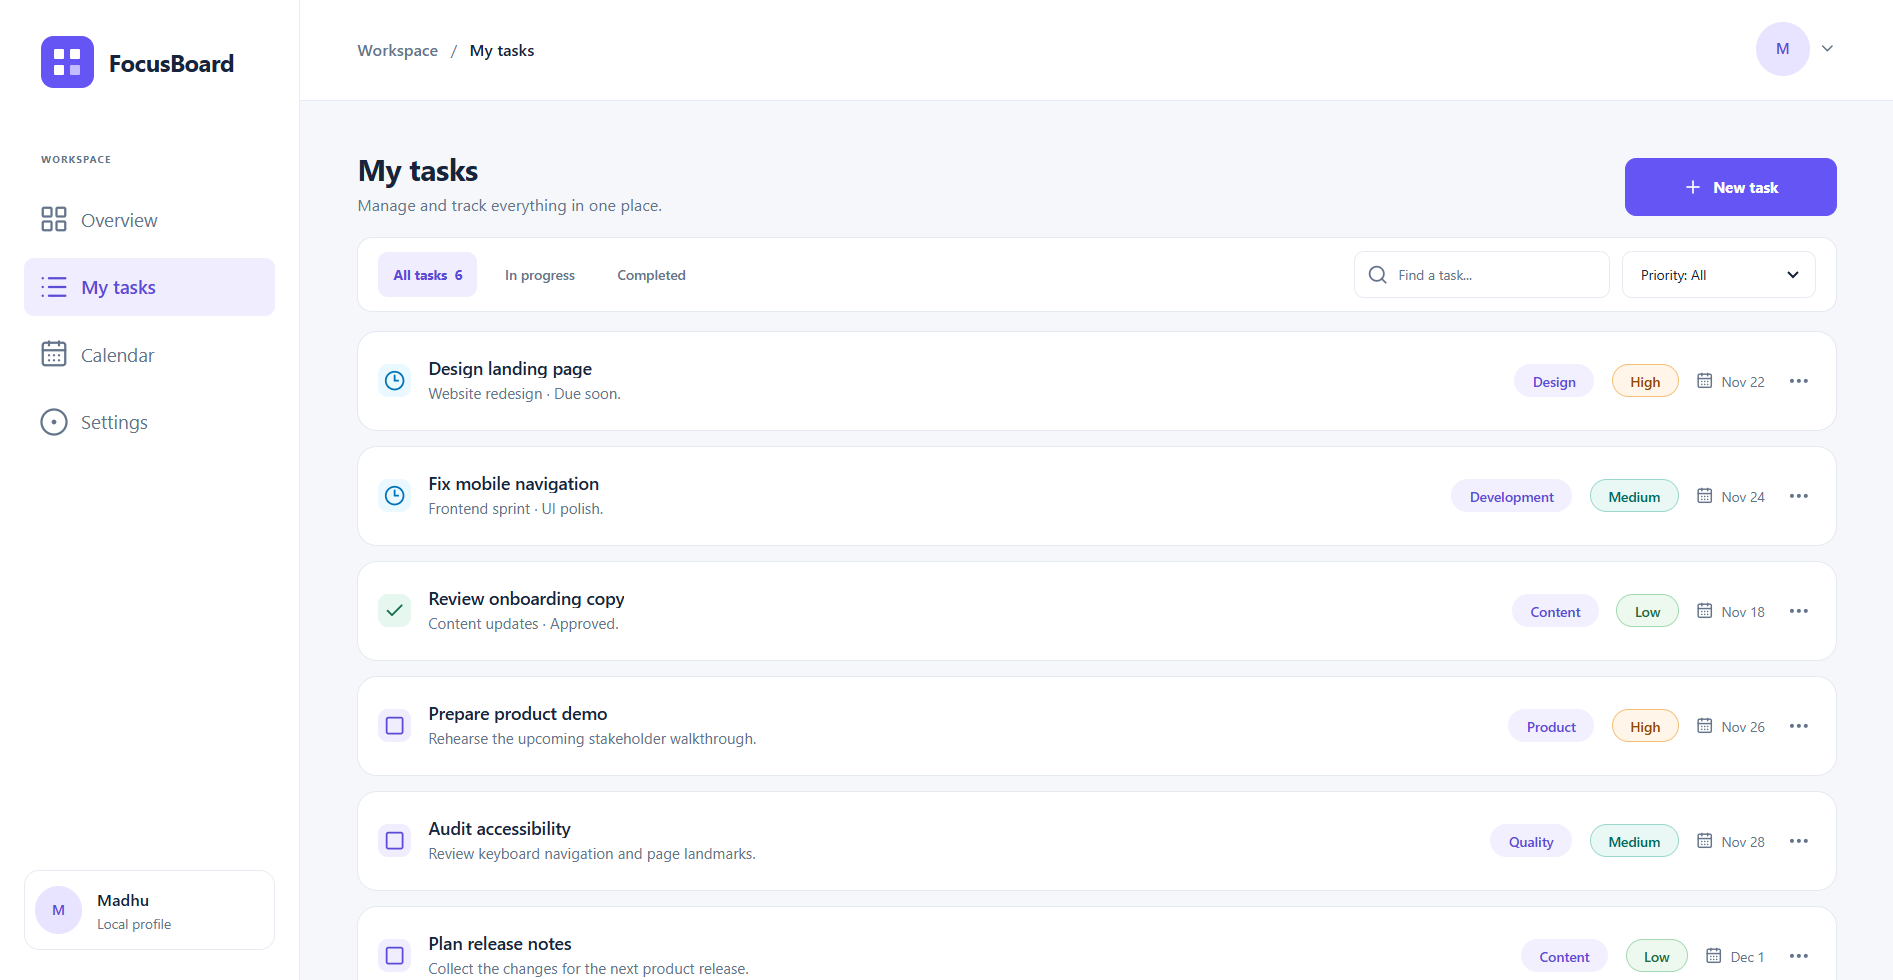 FocusBoard
WORKSPACE
Overview
My tasks
Calendar
Settings
M
Madhu
Local profile
Workspace / My tasks
M
My tasks
Manage and track everything in one place.
New task
All tasks 6
In progress
Completed
Find a task...
Priority: All
Design landing page
Website redesign · Due soon.
Design
High
Nov 22
Fix mobile navigation
Frontend sprint · UI polish.
Development
Medium
Nov 24
Review onboarding copy
Content updates · Approved.
Content
Low
Nov 18
Prepare product demo
Rehearse the upcoming stakeholder walkthrough.
Product
High
Nov 26
Audit accessibility
Review keyboard navigation and page landmarks.
Quality
Medium
Nov 28
Plan release notes
Collect the changes for the next product release.
Content
Low
Dec 1